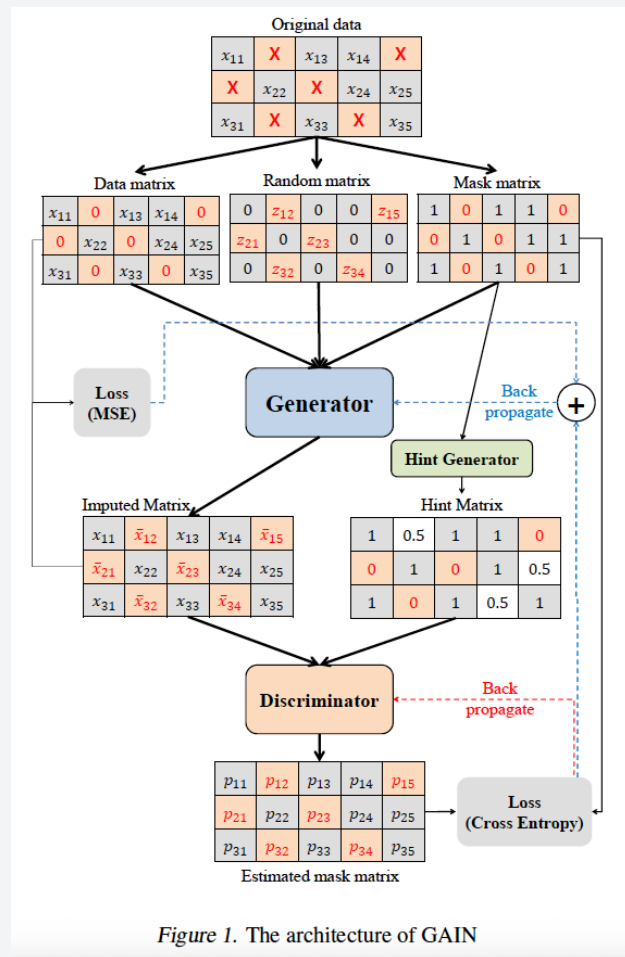 Original data
x₁₁ X x₁₃ x₁₄ X
X x₂₂ X x₂₄ x₂₅
x₃₁ X x₃₃ X x₃₅
Data matrix
x₁₁ 0 x₁₃ x₁₄ 0
0 x₂₂ 0 x₂₄ x₂₅
x₃₁ 0 x₃₃ 0 x₃₅
Random matrix
0 z₁₂ 0 0 z₁₅
z₂₁ 0 z₂₃ 0 0
0 z₃₂ 0 z₃₄ 0
Mask matrix
1 0 1 1 0
0 1 0 1 1
1 0 1 0 1
Loss
(MSE)
Generator
Back
propagate
+
Hint Generator
Imputed Matrix
x₁₁ x̄₁₂ x₁₃ x₁₄ x̄₁₅
x̄₂₁ x₂₂ x̄₂₃ x₂₄ x₂₅
x₃₁ x̄₃₂ x₃₃ x̄₃₄ x₃₅
Hint Matrix
1 0.5 1 1 0
0 1 0 1 0.5
1 0 1 0.5 1
Discriminator
Back
propagate
p₁₁ p₁₂ p₁₃ p₁₄ p₁₅
p₂₁ p₂₂ p₂₃ p₂₄ p₂₅
p₃₁ p₃₂ p₃₃ p₃₄ p₃₅
Estimated mask matrix
Loss
(Cross Entropy)
Figure 1. The architecture of GAIN